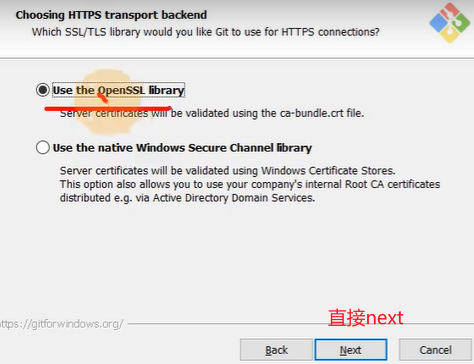 Choosing HTTPS transport backend
Which SSL/TLS library would you like Git to use for HTTPS connections?
Use the OpenSSL library
Server certificates will be validated using the ca-bundle.crt file.
Use the native Windows Secure Channel library
Server certificates will be validated using Windows Certificate Stores.
This option also allows you to use your company's internal Root CA certificates
distributed e.g. via Active Directory Domain Services.
直接next
https://gitforwindows.org/
Back
Next
Cancel